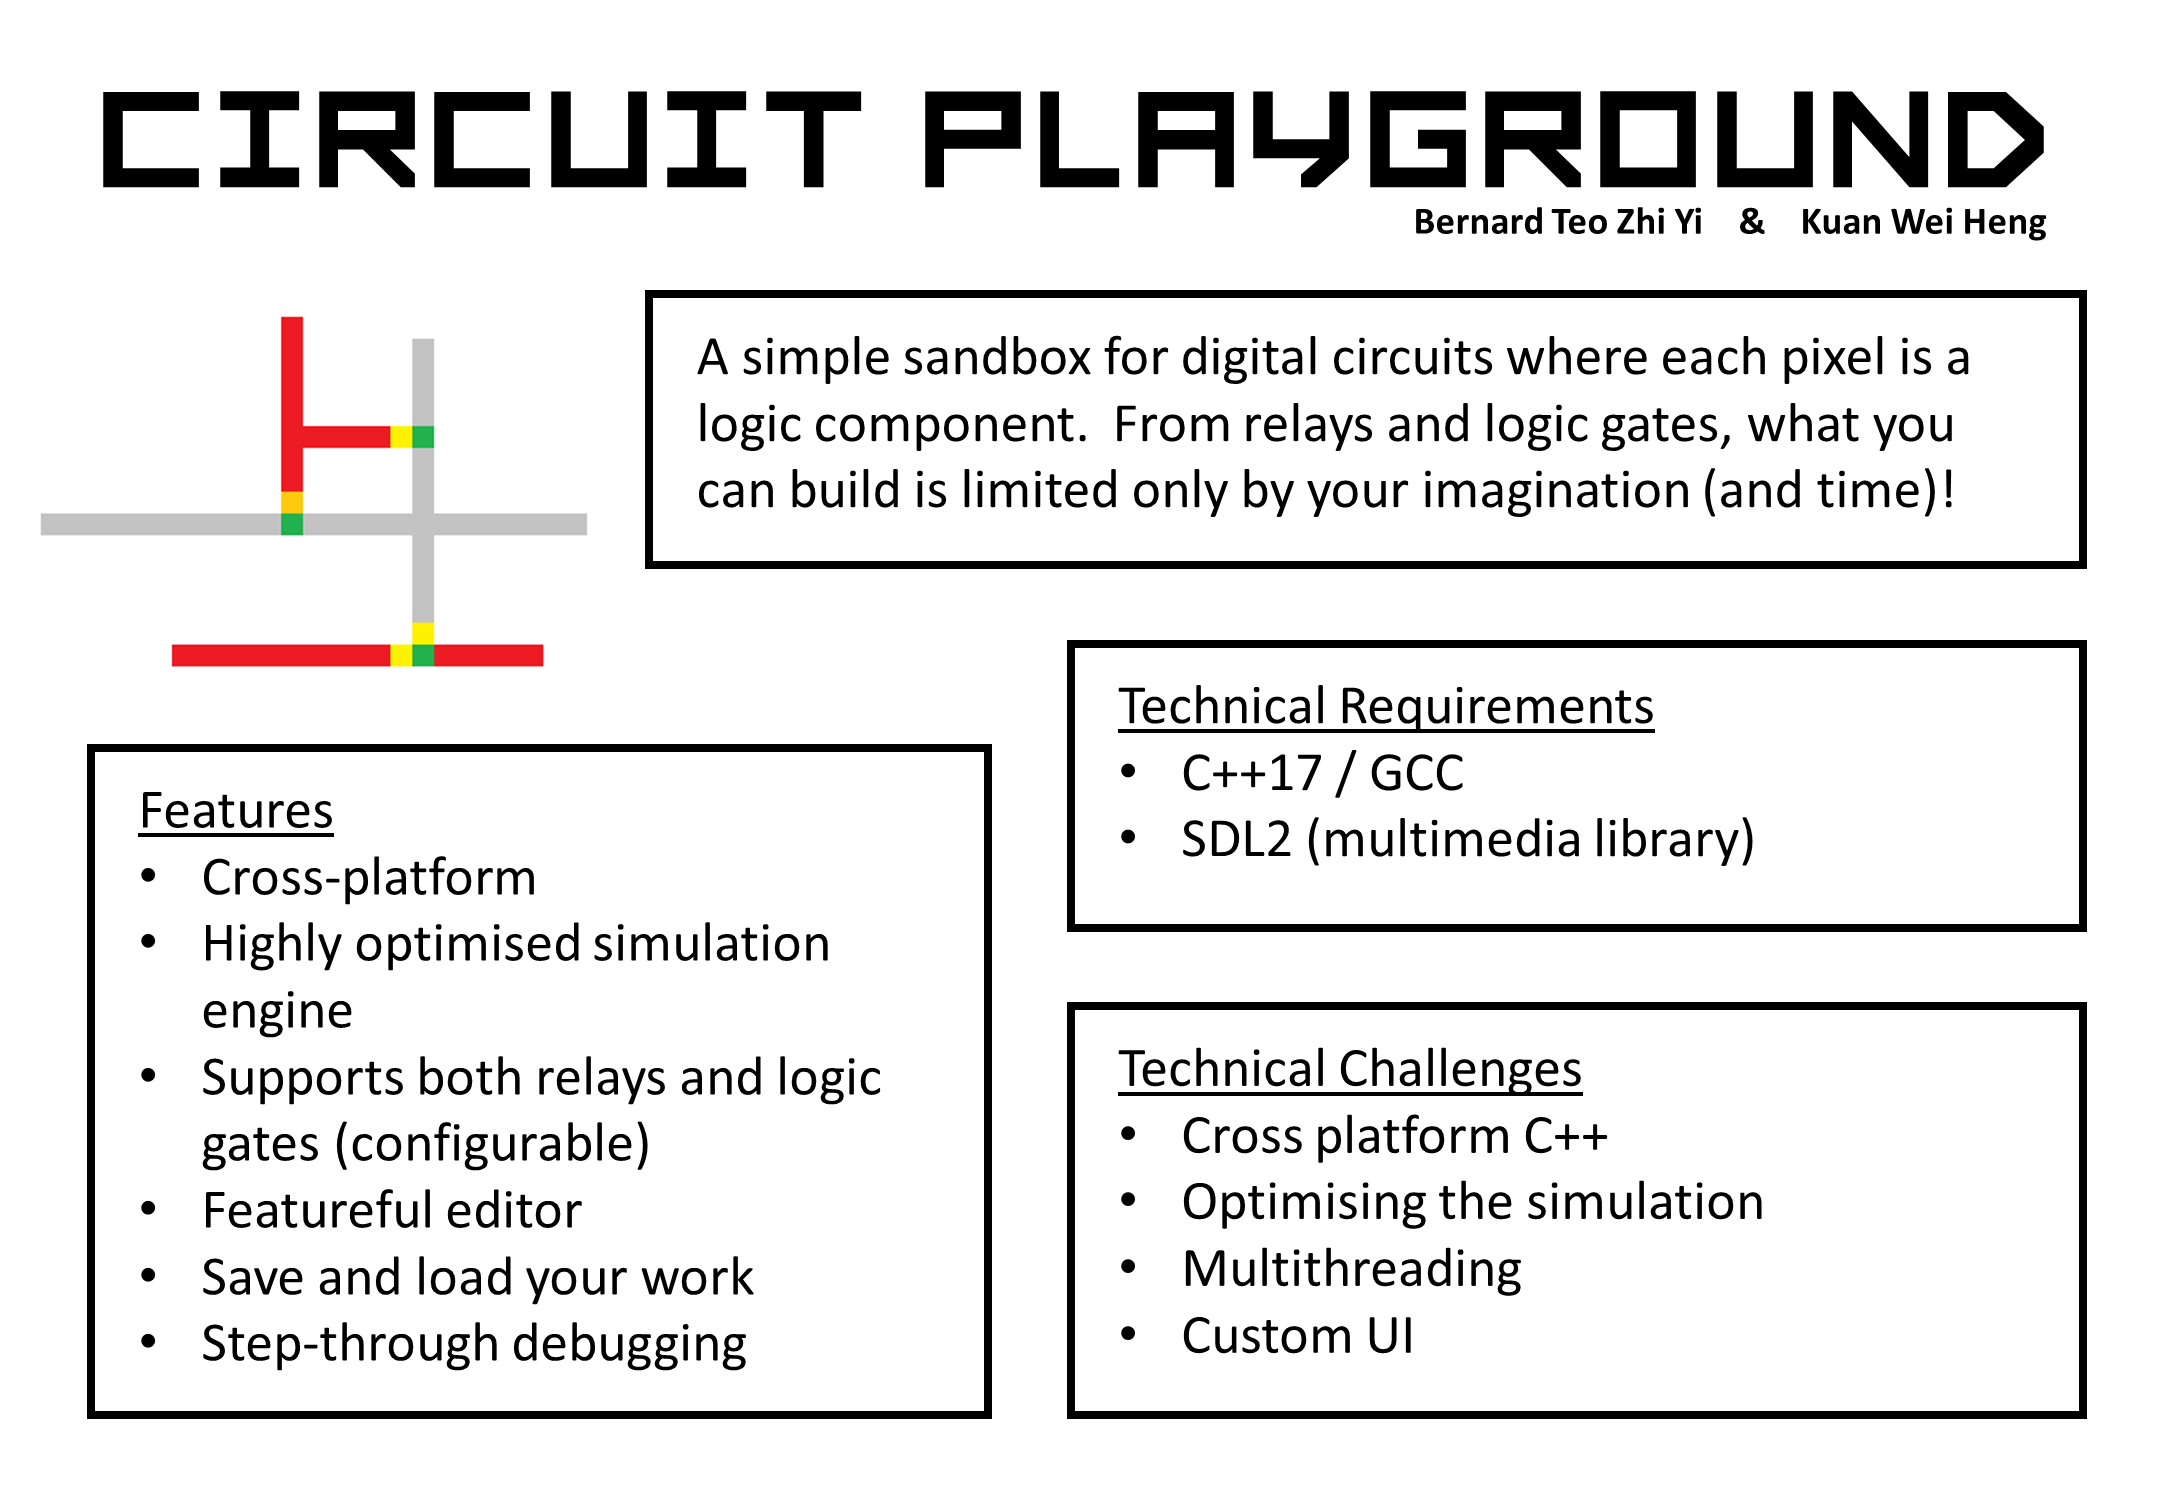 CIRCUIT PLAYGROUND
Bernard Teo Zhi Yi & Kuan Wei Heng
A simple sandbox for digital circuits where each pixel is a
logic component. From relays and logic gates, what you
can build is limited only by your imagination (and time)!
Technical Requirements
• C++17 / GCC
• SDL2 (multimedia library)
Features
• Cross-platform
• Highly optimised simulation
engine
• Supports both relays and logic
gates (configurable)
• Featureful editor
• Save and load your work
• Step-through debugging
Technical Challenges
• Cross platform C++
• Optimising the simulation
• Multithreading
• Custom UI